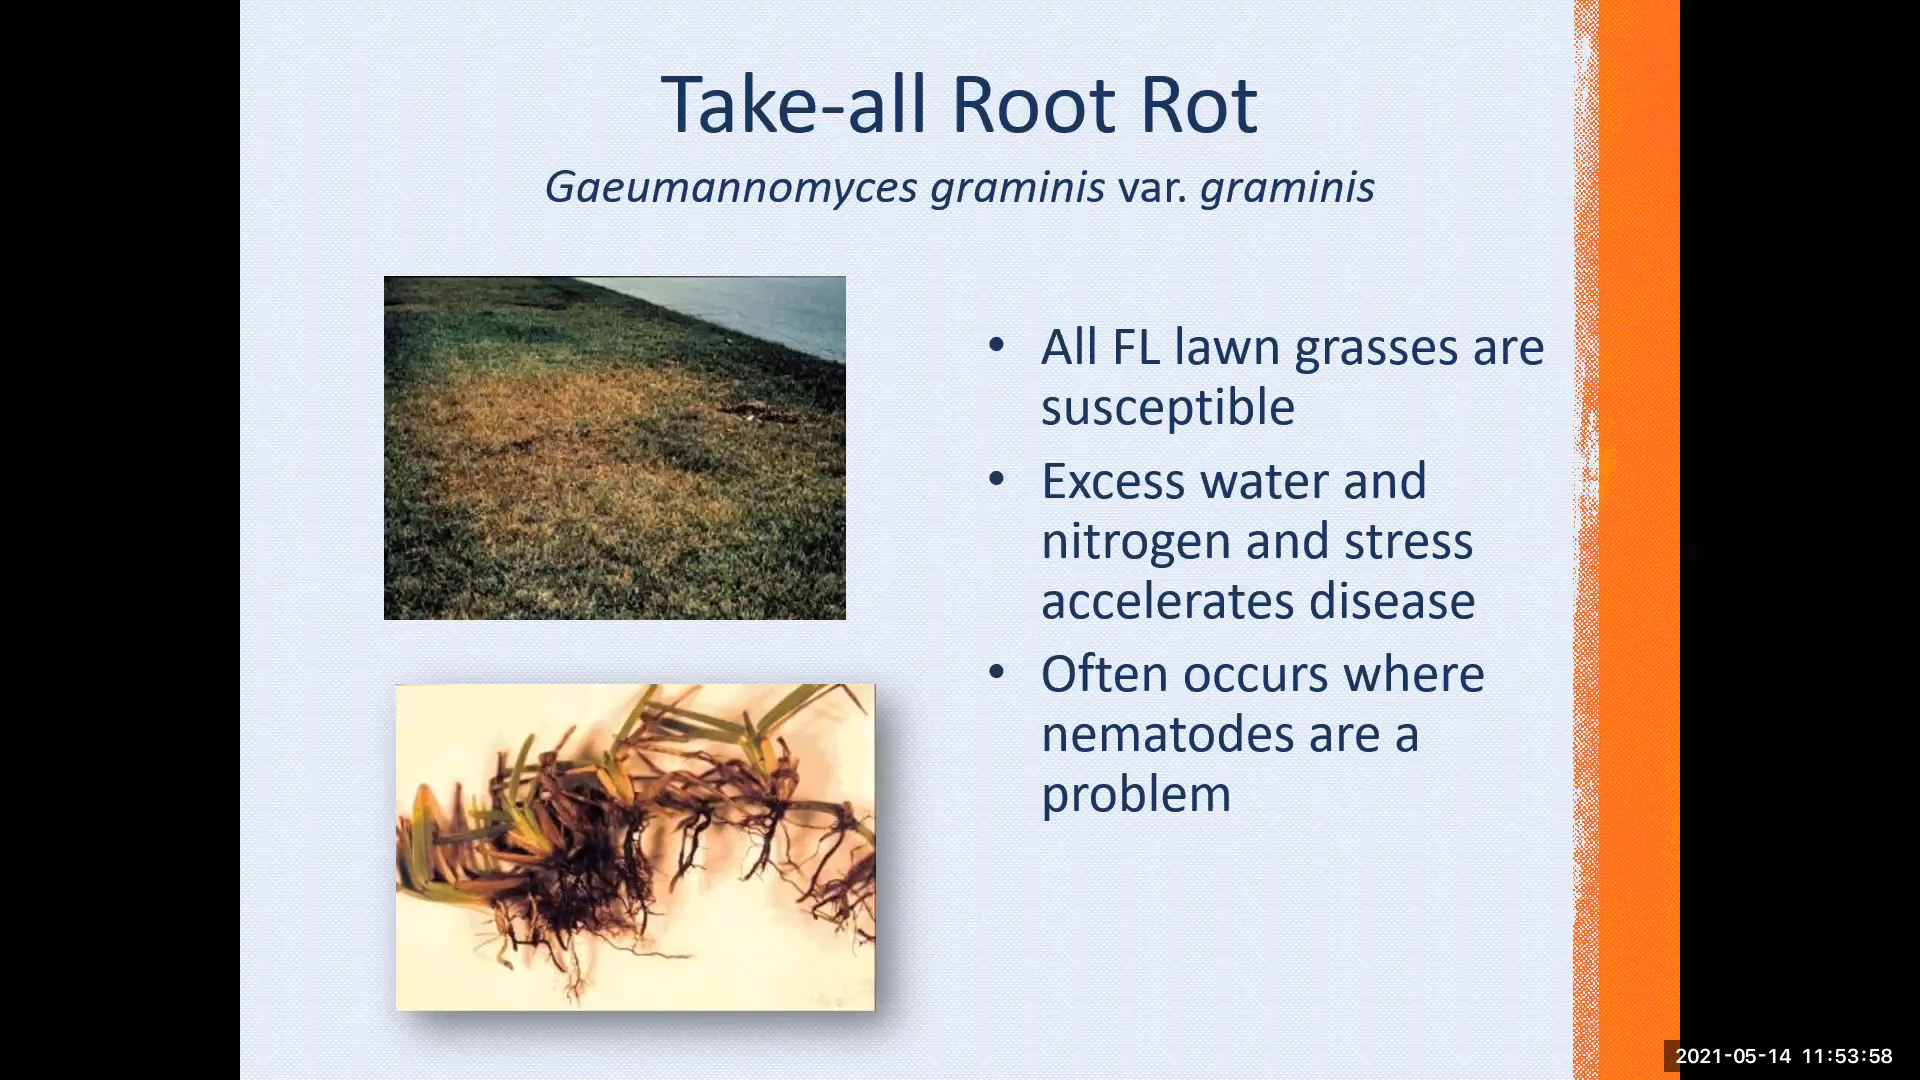 Take-all Root Rot
Gaeumannomyces graminis var. graminis
• All FL lawn grasses are
susceptible
• Excess water and
nitrogen and stress
accelerates disease
• Often occurs where
nematodes are a
problem
2021-05-14 11:53:58